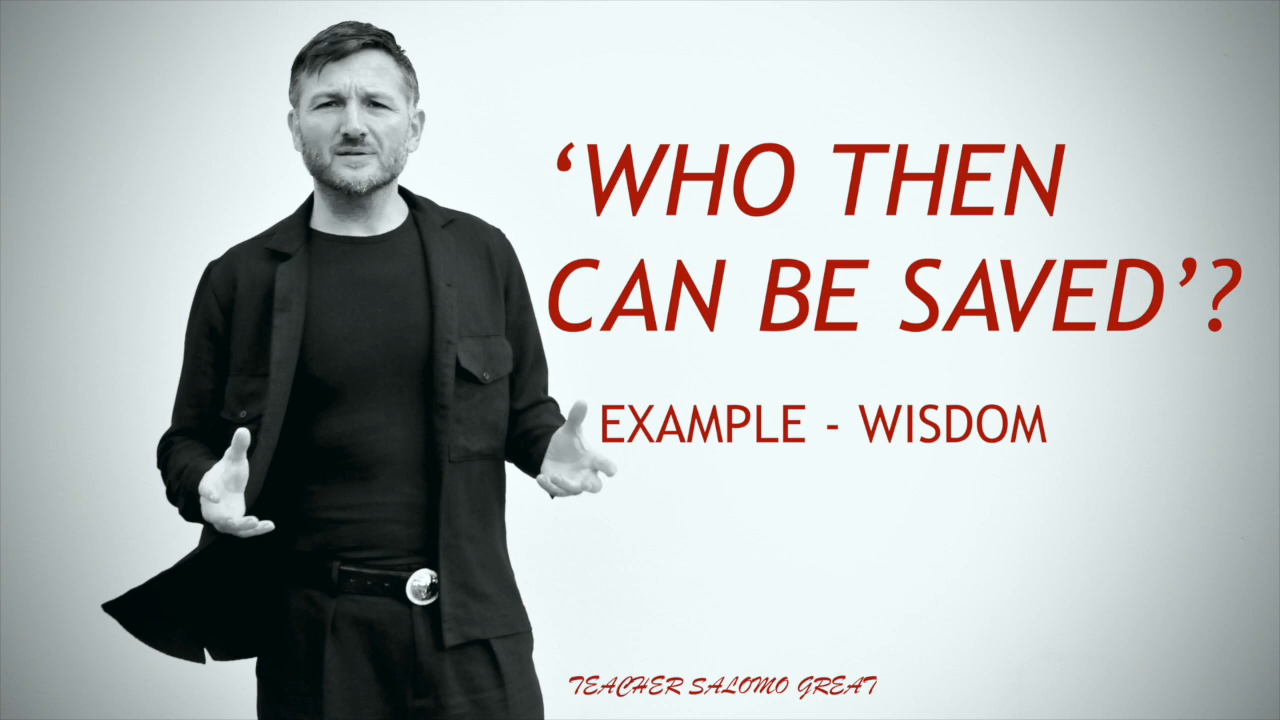 ‘WHO THEN
CAN BE SAVED’?
EXAMPLE - WISDOM
TEACHER SALOMO GREAT